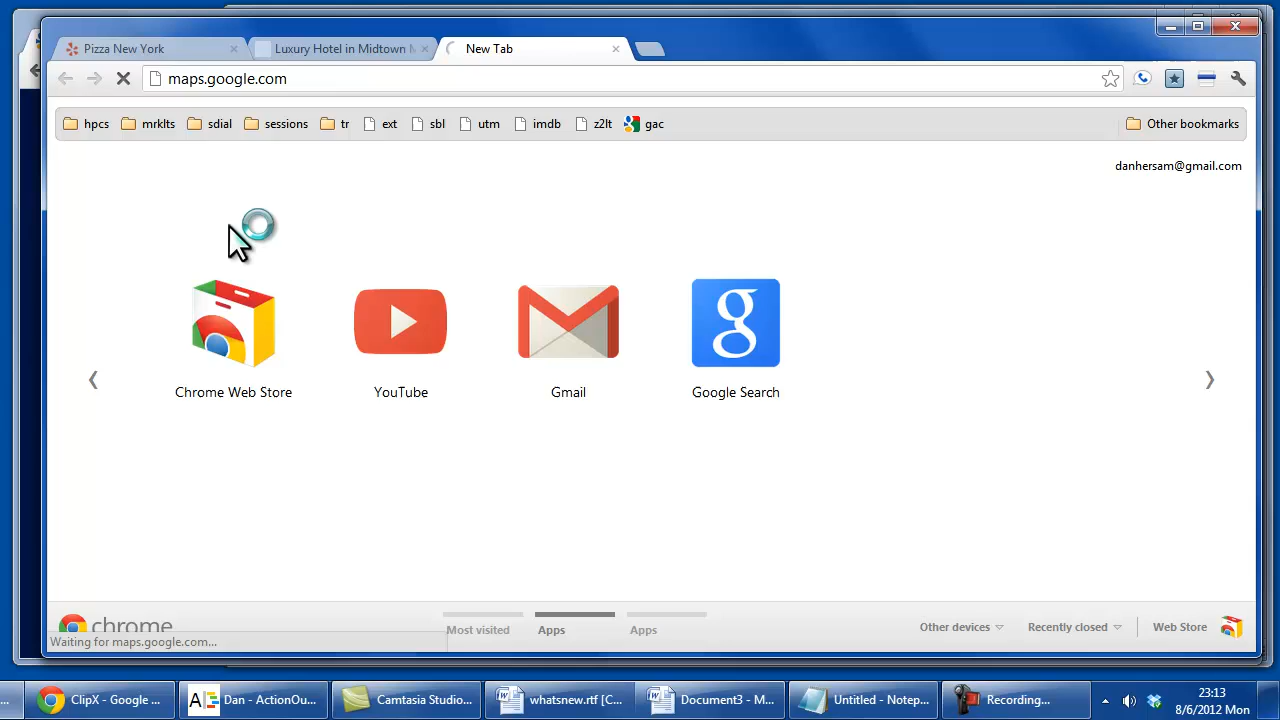 Pizza New York
Luxury Hotel in Midtown M
New Tab
maps.google.com
hpcs
mrklts
sdial
sessions
tr
ext
sbl
utm
imdb
z2lt
gac
Other bookmarks
danhersam@gmail.com
Chrome Web Store
YouTube
Gmail
Google Search
chrome
Most visited
Apps
Apps
Other devices
Recently closed
Web Store
Waiting for maps.google.com...
...
ClipX - Google ...
Dan - ActionOu...
Camtasia Studio...
whatsnew.rtf [C...
Document3 - M...
Untitled - Notep...
Recording...
23:13
8/6/2012 Mon